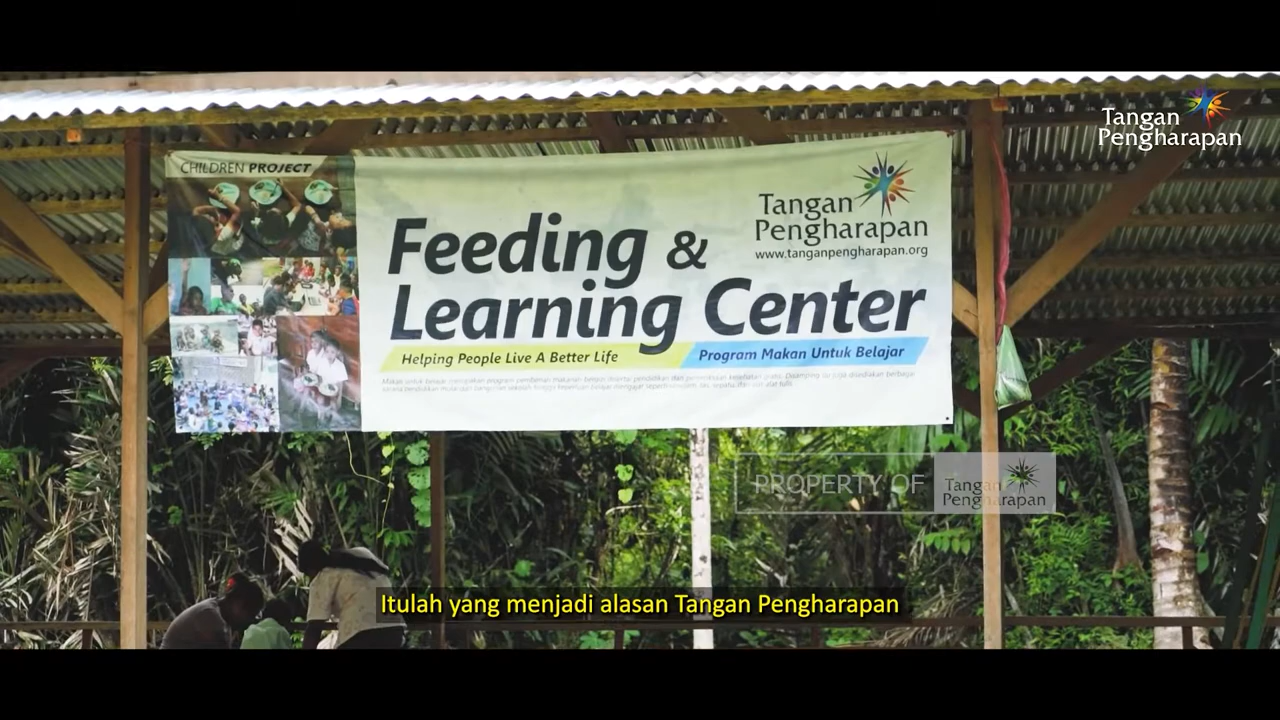 Tangan
Pengharapan
CHILDREN PROJECT
Tangan
Pengharapan
www.tanganpengharapan.org
Feeding &
Learning Center
Helping People Live A Better Life
Program Makan Untuk Belajar
PROPERTY OF
Tangan
Pengharapan
Itulah yang menjadi alasan Tangan Pengharapan